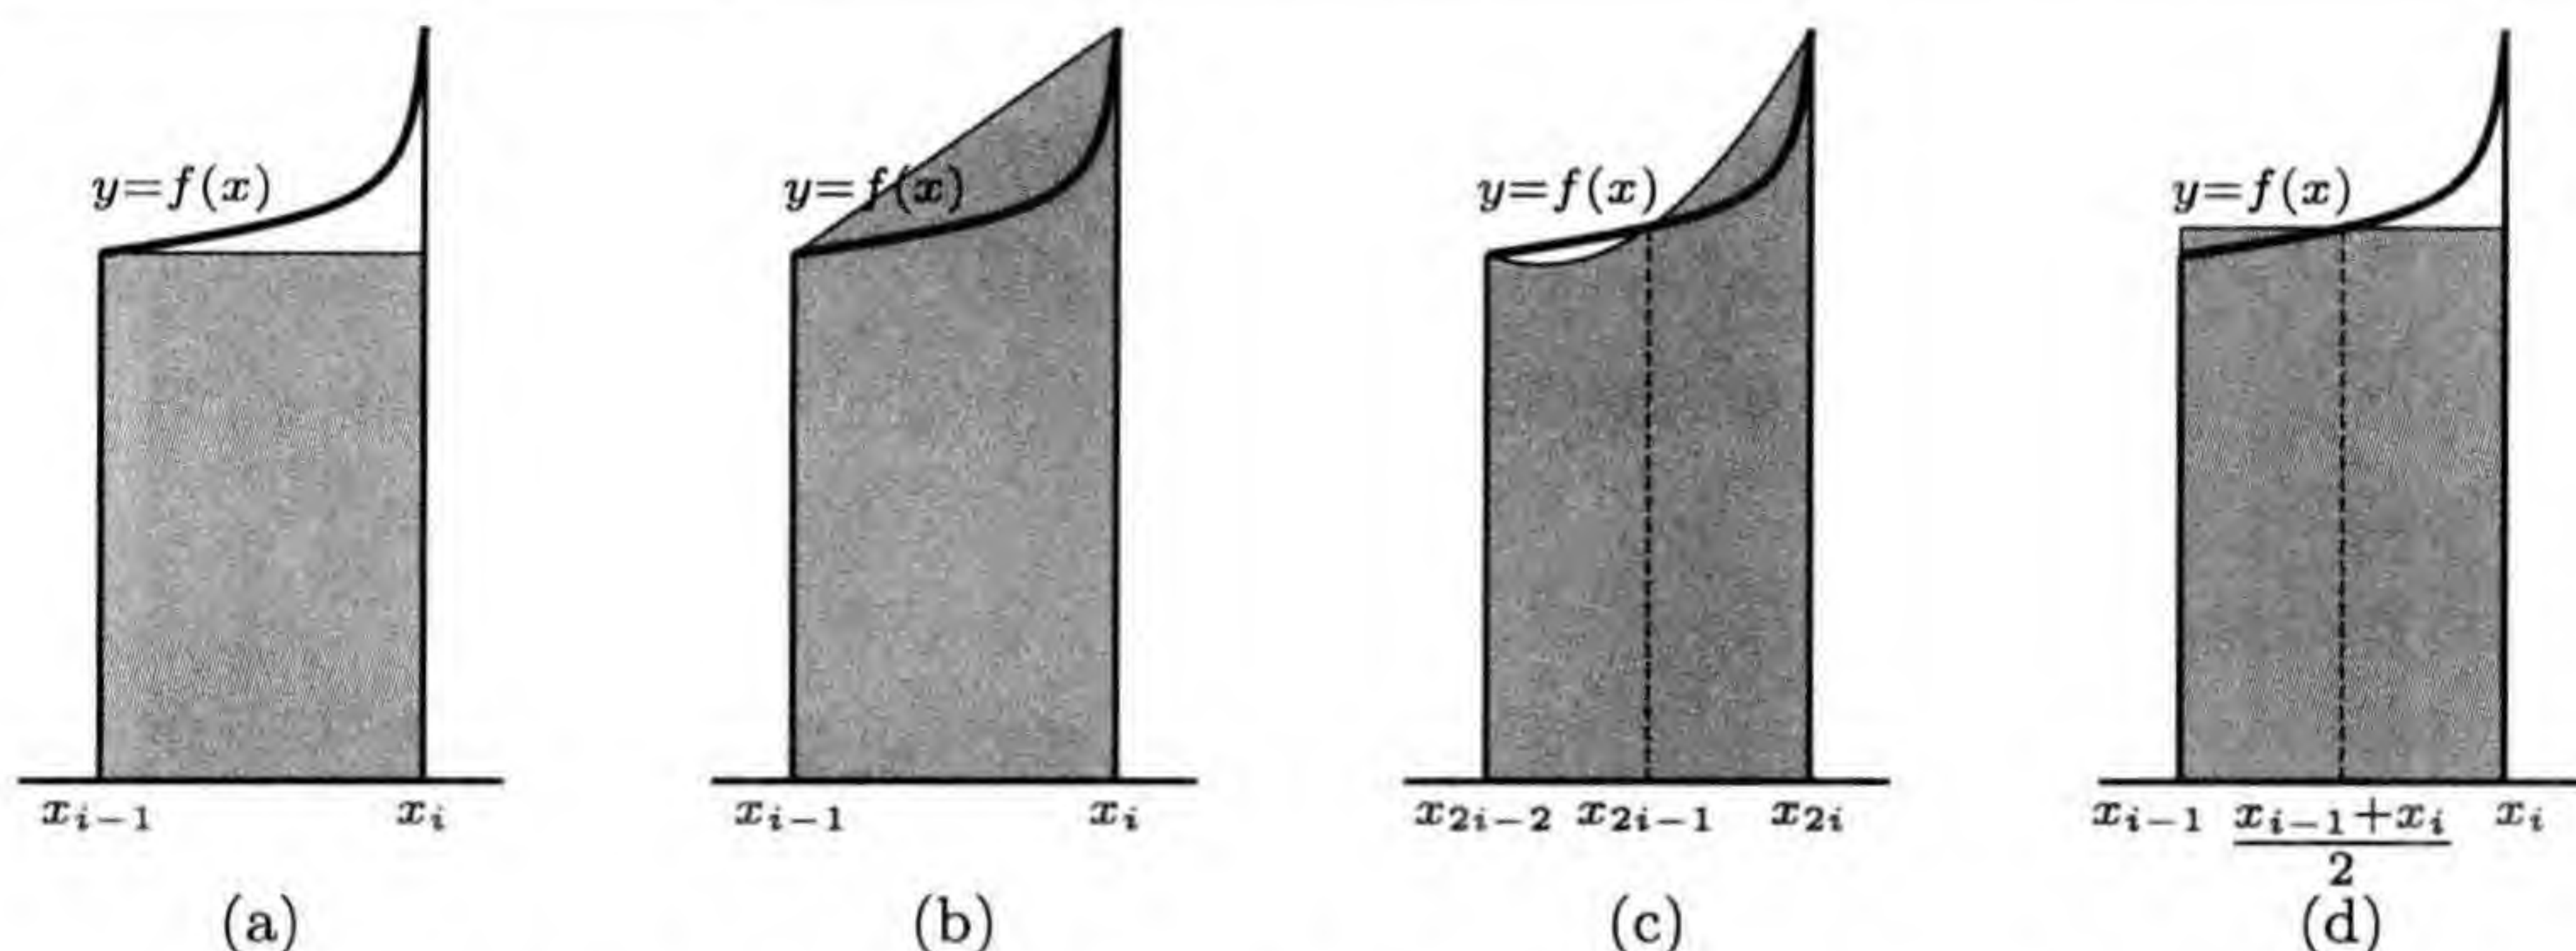 y=f(x) y=f(x) y=f(x) y=f(x)
x_{i-1} x_i x_{i-1} x_i x_{2i-2} x_{2i-1} x_{2i} x_{i-1} \frac{x_{i-1}+x_i}{2} x_i
(a) (b) (c) (d)